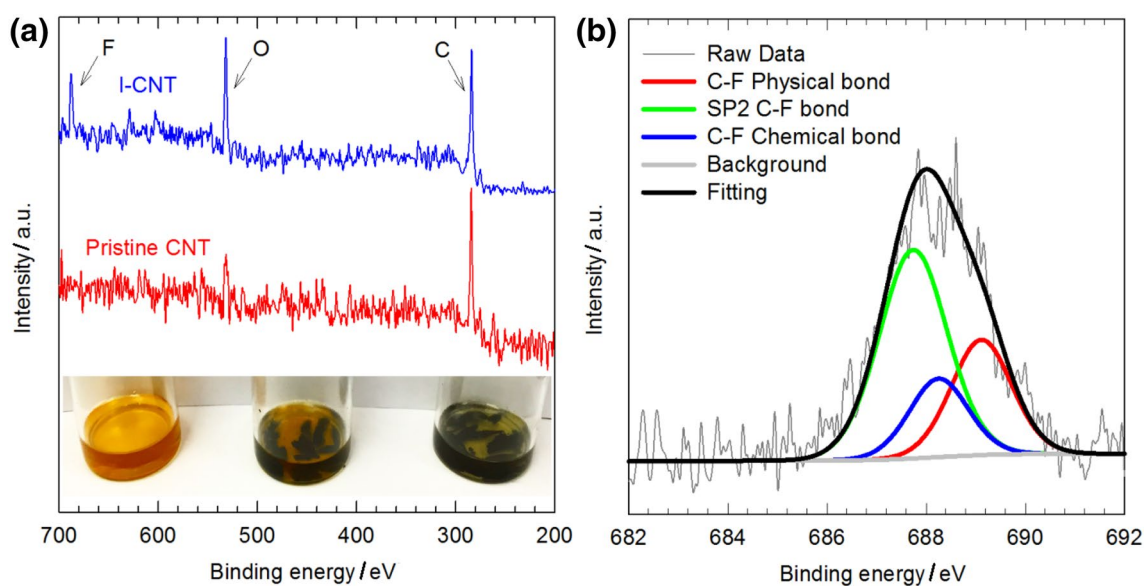 (a)
F
O
C
I-CNT
Pristine CNT
Intensity / a.u.
700
600
500
400
300
200
Binding energy / eV
(b)
Raw Data
C-F Physical bond
SP2 C-F bond
C-F Chemical bond
Background
Fitting
Intensity / a.u.
682
684
686
688
690
692
Binding energy / eV